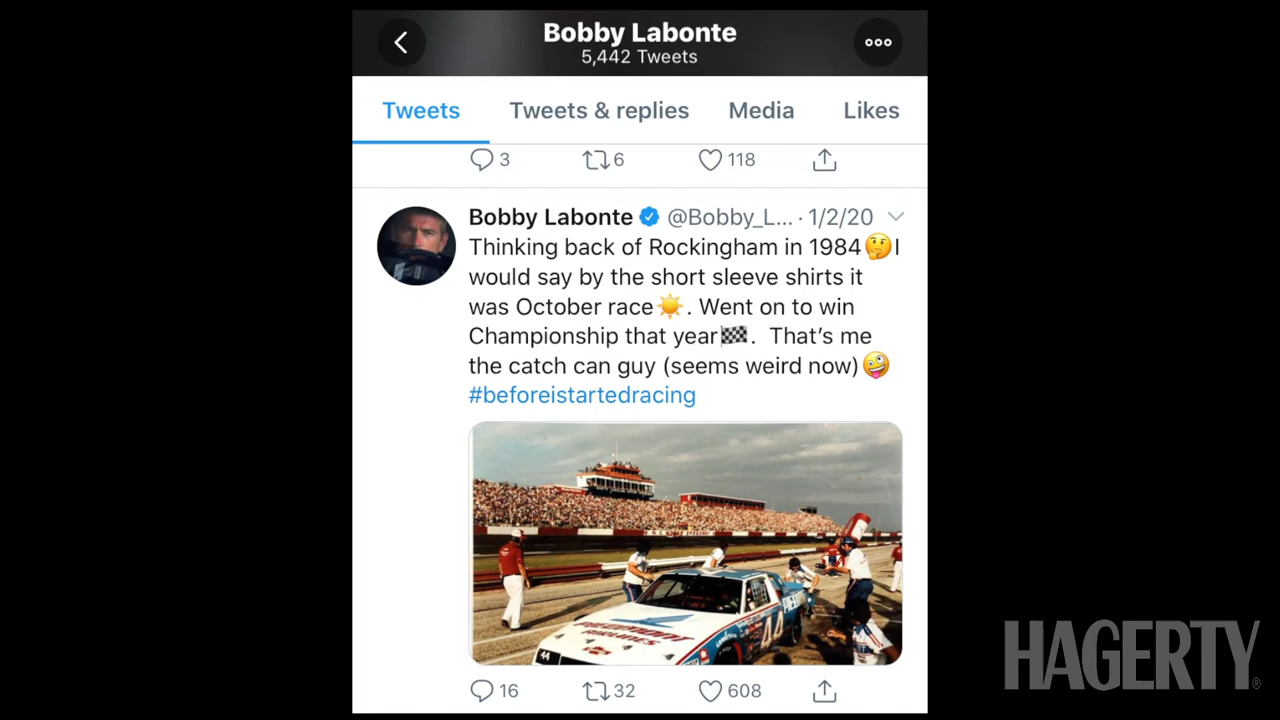 Bobby Labonte
5,442 Tweets
Tweets Tweets & replies Media Likes
3 6 118
Bobby Labonte @Bobby_L... · 1/2/20
Thinking back of Rockingham in 1984🤔I
would say by the short sleeve shirts it
was October race☀️. Went on to win
Championship that year🏁.  That’s me
the catch can guy (seems weird now)🤪
#beforeistartedracing
PIEDMONT
AIRLINES
44
44
16 32 608
HAGERTY®